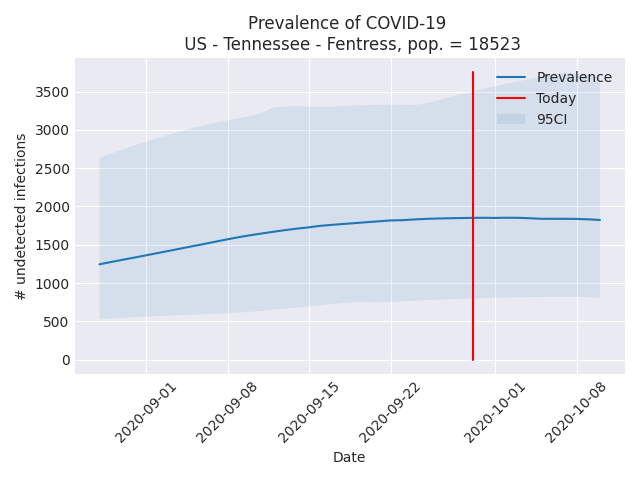 Prevalence of COVID-19
US - Tennessee - Fentress, pop. = 18523
Prevalence
Today
95CI
# undetected infections
3500
3000
2500
2000
1500
1000
500
0
2020-09-01
2020-09-08
2020-09-15
2020-09-22
2020-10-01
2020-10-08
Date